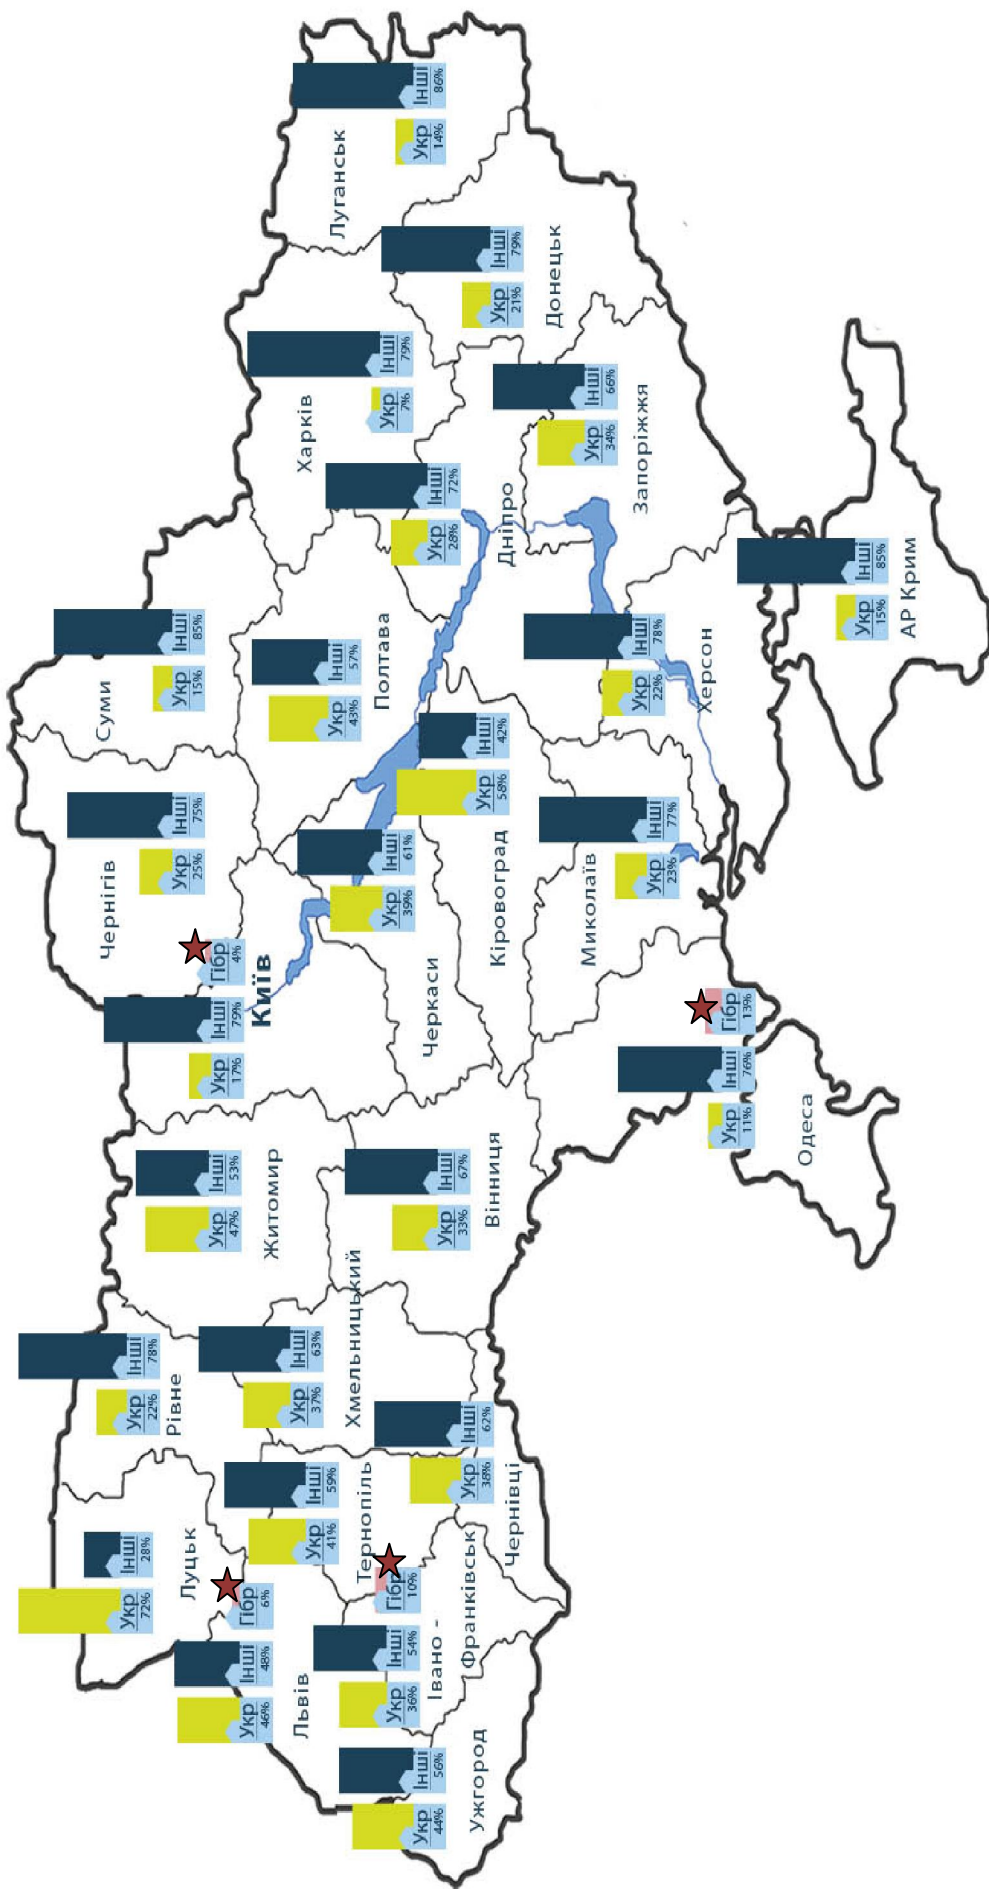 Укр
72%
Інші
28%
Луцьк
Укр
22%
Інші
78%
Рівне
Укр
47%
Інші
53%
Житомир
Укр
17%
Інші
79%
Гібр
4%
Київ
Укр
25%
Інші
75%
Чернігів
Укр
15%
Інші
85%
Суми
Укр
46%
Інші
48%
Гібр
6%
Львів
Укр
41%
Інші
59%
Тернопіль
Укр
37%
Інші
63%
Хмельницький
Укр
33%
Інші
67%
Вінниця
Укр
39%
Інші
61%
Черкаси
Укр
43%
Інші
57%
Полтава
Укр
7%
Інші
79%
Харків
Укр
14%
Інші
86%
Луганськ
Укр
44%
Інші
56%
Ужгород
Укр
36%
Інші
54%
Гібр
10%
Івано -
Франківськ
Укр
38%
Інші
62%
Чернівці
Укр
58%
Інші
42%
Кіровоград
Укр
28%
Інші
72%
Дніпро
Укр
21%
Інші
79%
Донецьк
Укр
34%
Інші
66%
Запоріжжя
Укр
11%
Інші
76%
Гібр
13%
Одеса
Укр
23%
Інші
77%
Миколаїв
Укр
22%
Інші
78%
Херсон
Укр
15%
Інші
85%
АР Крим